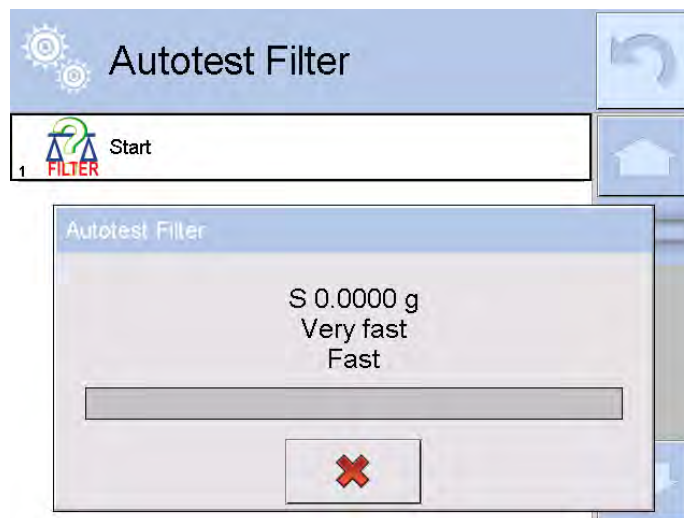 Autotest Filter
Start
1
FILTER
Autotest Filter
S 0.0000 g
Very fast
Fast